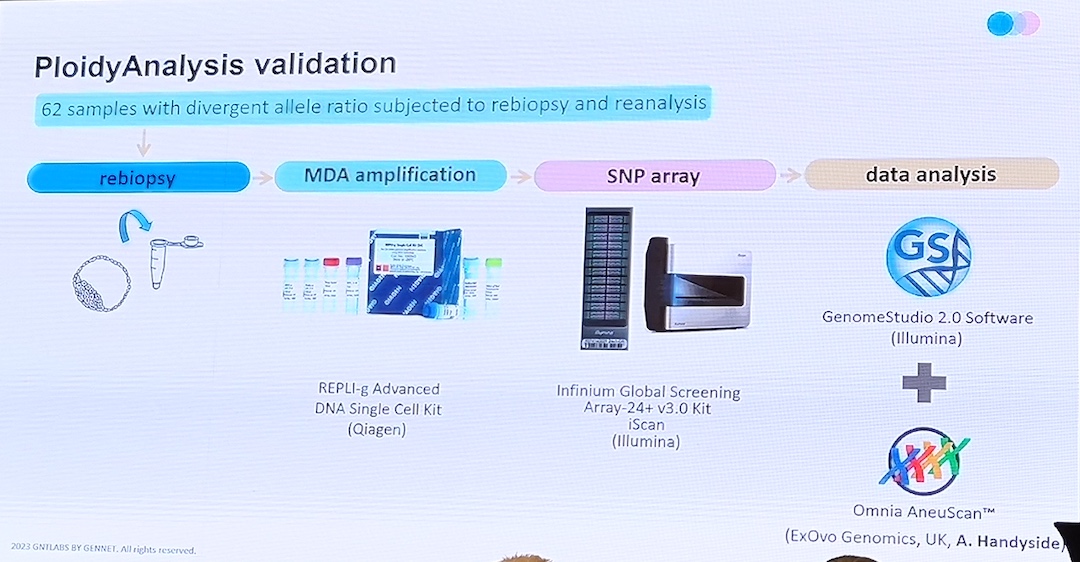 PloidyAnalysis validation
62 samples with divergent allele ratio subjected to rebiopsy and reanalysis
rebiopsy
MDA amplification
SNP array
data analysis
GS
GenomeStudio 2.0 Software
(Illumina)
REPLI-g Advanced
DNA Single Cell Kit
(Qiagen)
Infinium Global Screening
Array-24+ v3.0 Kit
iScan
(Illumina)
Omnia AneuScan™
(ExOvo Genomics, UK, A. Handyside)
2023 GNTLABS BY GENNET. All rights reserved.